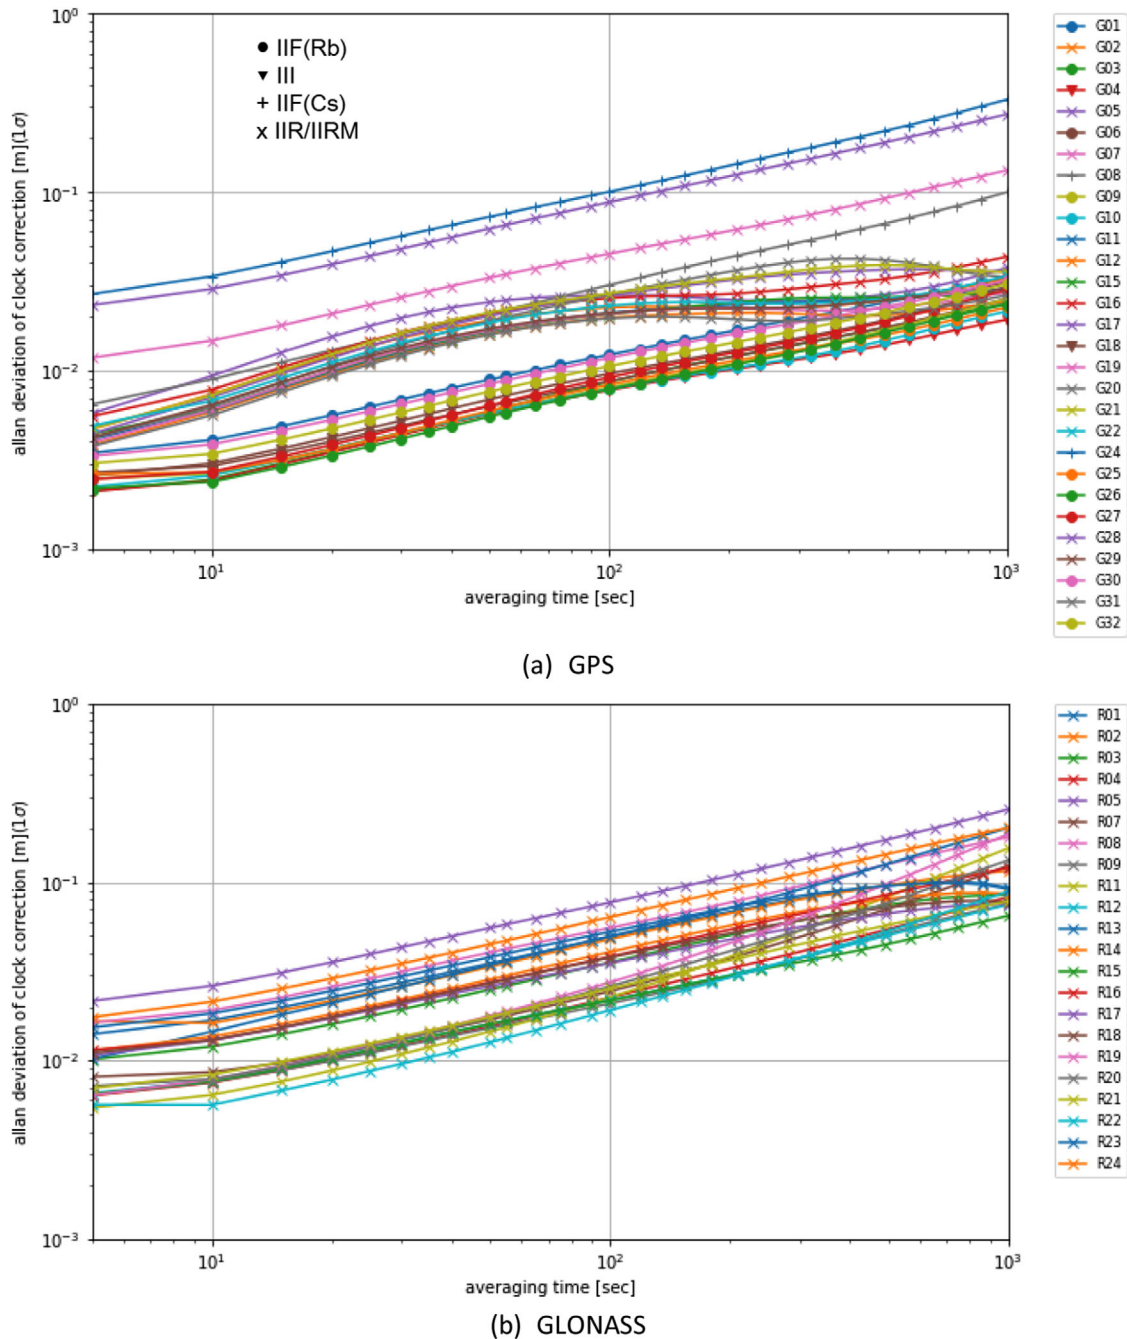 10⁰
10⁻¹
10⁻²
10⁻³
allan deviation of clock correction [m](1σ)
● IIF(Rb)
▾ III
+ IIF(Cs)
x IIR/IIRM
10¹
10²
10³
averaging time [sec]
G01
G02
G03
G04
G05
G06
G07
G08
G09
G10
G11
G12
G15
G16
G17
G18
G19
G20
G21
G22
G24
G25
G26
G27
G28
G29
G30
G31
G32
(a) GPS
10⁰
10⁻¹
10⁻²
10⁻³
allan deviation of clock correction [m](1σ)
10¹
10²
10³
averaging time [sec]
R01
R02
R03
R04
R05
R07
R08
R09
R11
R12
R13
R14
R15
R16
R17
R18
R19
R20
R21
R22
R23
R24
(b) GLONASS